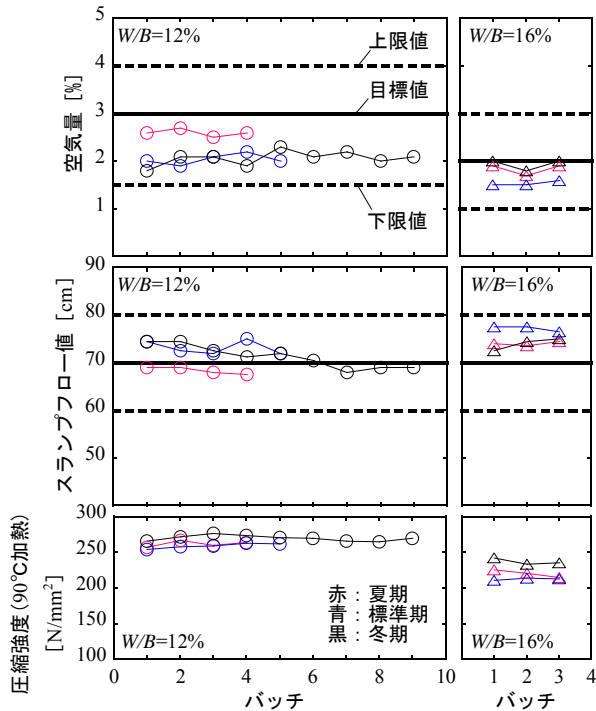 W/B=12%
上限値
目標値
下限値
空気量 [%]
5
4
3
2
1
W/B=16%
W/B=12%
スランプフロー値 [cm]
90
80
70
60
50
40
W/B=16%
圧縮強度(90℃加熱)
[N/mm²]
300
250
200
150
100
赤：夏期
青：標準期
黒：冬期
W/B=12%
W/B=16%
0 2 4 6 8 10
1 2 3 4
バッチ
バッチ